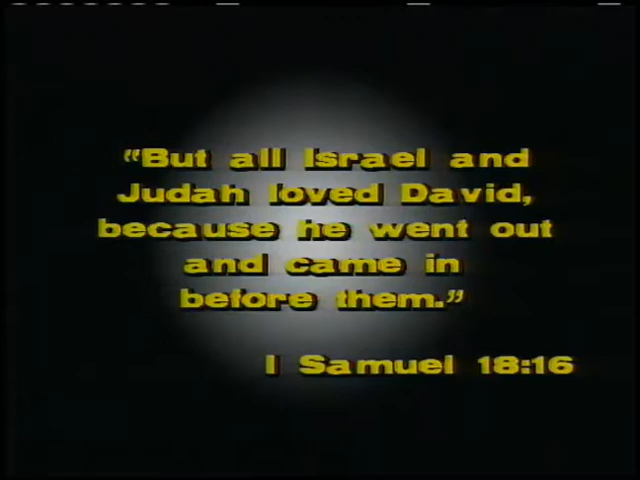 “But all Israel and
Judah loved David,
because he went out
and came in
before them.”
I Samuel 18:16